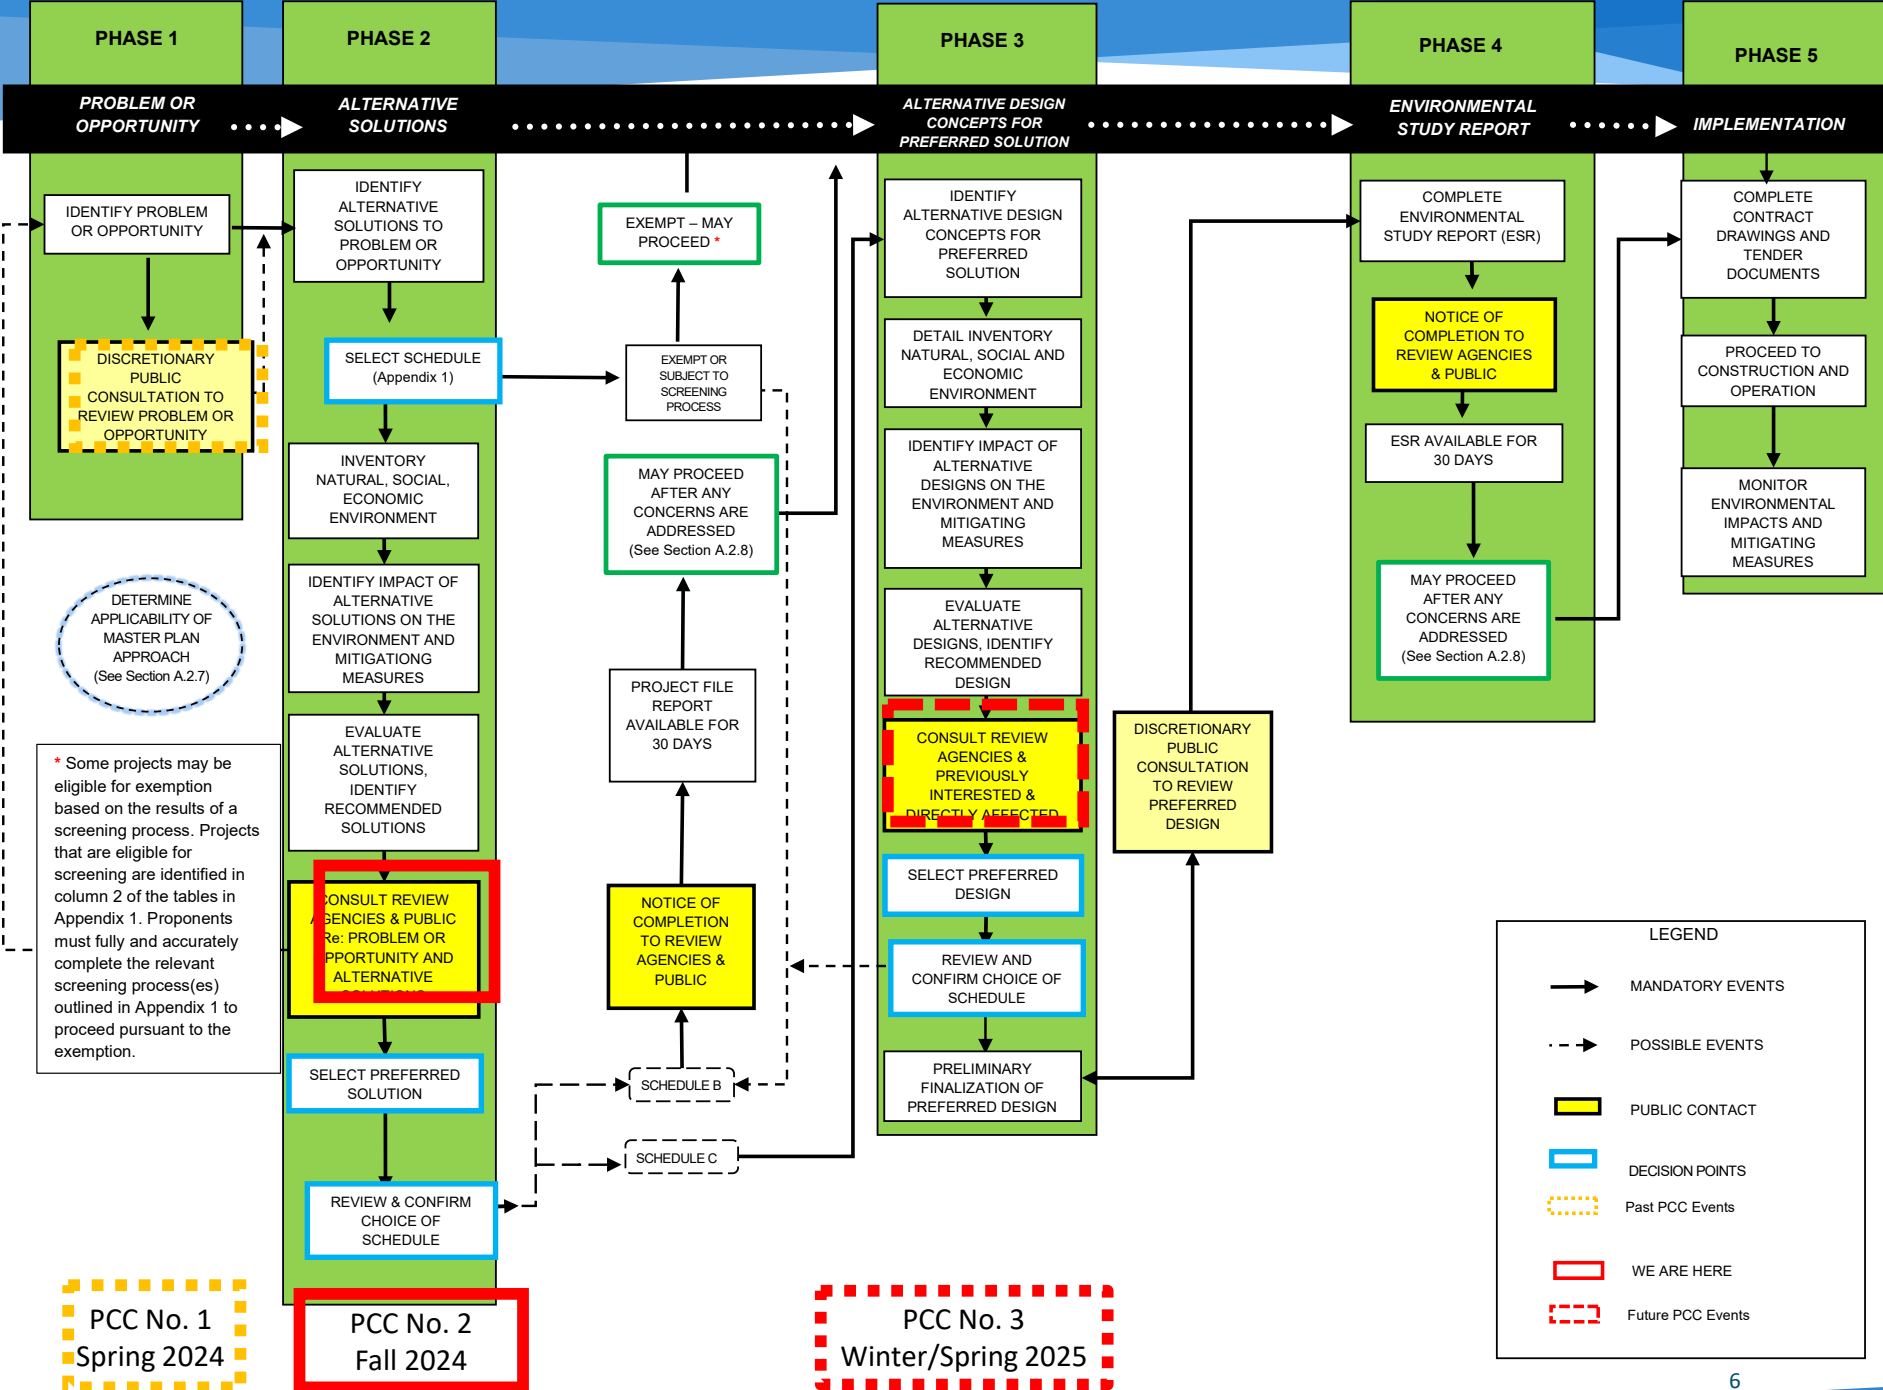 PHASE 1
PHASE 2
PHASE 3
PHASE 4
PHASE 5
PROBLEM OR
OPPORTUNITY
ALTERNATIVE
SOLUTIONS
ALTERNATIVE DESIGN
CONCEPTS FOR
PREFERRED SOLUTION
ENVIRONMENTAL
STUDY REPORT
IMPLEMENTATION
IDENTIFY PROBLEM
OR OPPORTUNITY
DISCRETIONARY
PUBLIC
CONSULTATION TO
REVIEW PROBLEM OR
OPPORTUNITY
DETERMINE
APPLICABILITY OF
MASTER PLAN
APPROACH
(See Section A.2.7)
* Some projects may be
eligible for exemption
based on the results of a
screening process. Projects
that are eligible for
screening are identified in
column 2 of the tables in
Appendix 1. Proponents
must fully and accurately
complete the relevant
screening process(es)
outlined in Appendix 1 to
proceed pursuant to the
exemption.
IDENTIFY
ALTERNATIVE
SOLUTIONS TO
PROBLEM OR
OPPORTUNITY
SELECT SCHEDULE
(Appendix 1)
INVENTORY
NATURAL, SOCIAL,
ECONOMIC
ENVIRONMENT
IDENTIFY IMPACT OF
ALTERNATIVE
SOLUTIONS ON THE
ENVIRONMENT AND
MITIGATIONG
MEASURES
EVALUATE
ALTERNATIVE
SOLUTIONS,
IDENTIFY
RECOMMENDED
SOLUTIONS
CONSULT REVIEW
AGENCIES & PUBLIC
Re: PROBLEM OR
OPPORTUNITY AND
ALTERNATIVE
SOLUTIONS
SELECT PREFERRED
SOLUTION
REVIEW & CONFIRM
CHOICE OF
SCHEDULE
EXEMPT – MAY
PROCEED *
EXEMPT OR
SUBJECT TO
SCREENING
PROCESS
MAY PROCEED
AFTER ANY
CONCERNS ARE
ADDRESSED
(See Section A.2.8)
PROJECT FILE
REPORT
AVAILABLE FOR
30 DAYS
NOTICE OF
COMPLETION
TO REVIEW
AGENCIES &
PUBLIC
SCHEDULE B
SCHEDULE C
IDENTIFY
ALTERNATIVE DESIGN
CONCEPTS FOR
PREFERRED
SOLUTION
DETAIL INVENTORY
NATURAL, SOCIAL AND
ECONOMIC
ENVIRONMENT
IDENTIFY IMPACT OF
ALTERNATIVE
DESIGNS ON THE
ENVIRONMENT AND
MITIGATING
MEASURES
EVALUATE
ALTERNATIVE
DESIGNS, IDENTIFY
RECOMMENDED
DESIGN
CONSULT REVIEW
AGENCIES &
PREVIOUSLY
INTERESTED &
DIRECTLY AFFECTED
SELECT PREFERRED
DESIGN
REVIEW AND
CONFIRM CHOICE OF
SCHEDULE
PRELIMINARY
FINALIZATION OF
PREFERRED DESIGN
DISCRETIONARY
PUBLIC
CONSULTATION
TO REVIEW
PREFERRED
DESIGN
COMPLETE
ENVIRONMENTAL
STUDY REPORT (ESR)
NOTICE OF
COMPLETION TO
REVIEW AGENCIES
& PUBLIC
ESR AVAILABLE FOR
30 DAYS
MAY PROCEED
AFTER ANY
CONCERNS ARE
ADDRESSED
(See Section A.2.8)
COMPLETE
CONTRACT
DRAWINGS AND
TENDER
DOCUMENTS
PROCEED TO
CONSTRUCTION AND
OPERATION
MONITOR
ENVIRONMENTAL
IMPACTS AND
MITIGATING
MEASURES
LEGEND
MANDATORY EVENTS
POSSIBLE EVENTS
PUBLIC CONTACT
DECISION POINTS
Past PCC Events
WE ARE HERE
Future PCC Events
PCC No. 1
Spring 2024
PCC No. 2
Fall 2024
PCC No. 3
Winter/Spring 2025
6